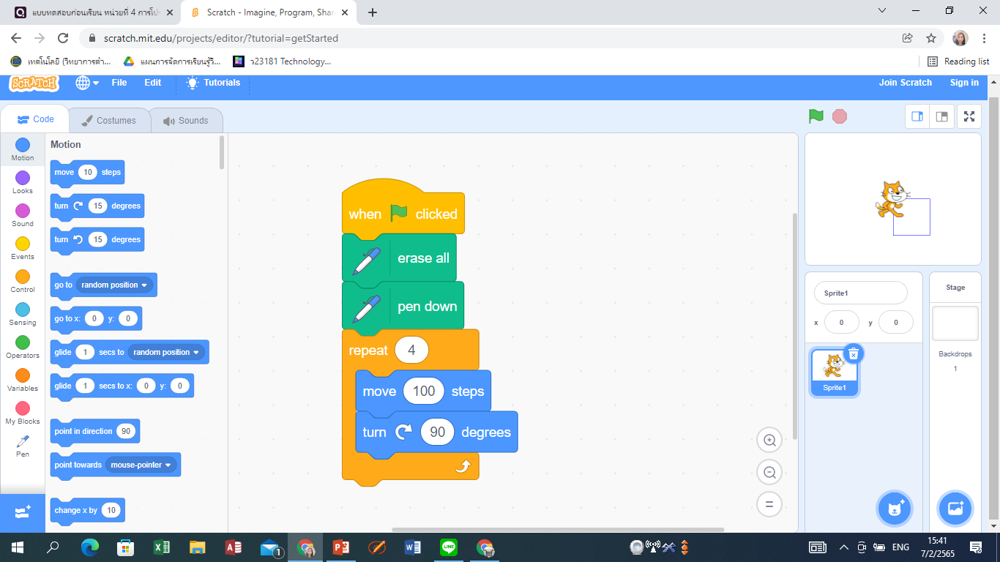 แบบทดสอบก่อนเรียน หน่วยที่ 4 การโป
Scratch - Imagine, Program, Shar
scratch.mit.edu/projects/editor/?tutorial=getStarted
เทคโนโลยี (วิทยาการคำ...
แผนการจัดการเรียนรู้วิ...
ว23181 Technology...
Reading list
SCRATCH
File
Edit
Tutorials
Join Scratch
Sign in
Code
Costumes
Sounds
Motion
Looks
Sound
Events
Control
Sensing
Operators
Variables
My Blocks
Pen
Motion
move 10 steps
turn 15 degrees
turn 15 degrees
go to random position
go to x: 0 y: 0
glide 1 secs to random position
glide 1 secs to x: 0 y: 0
point in direction 90
point towards mouse-pointer
change x by 10
when clicked
erase all
pen down
repeat 4
move 100 steps
turn 90 degrees
Sprite1
x 0 y 0
Sprite1
Stage
Backdrops
1
1
ENG
15:41
7/2/2565